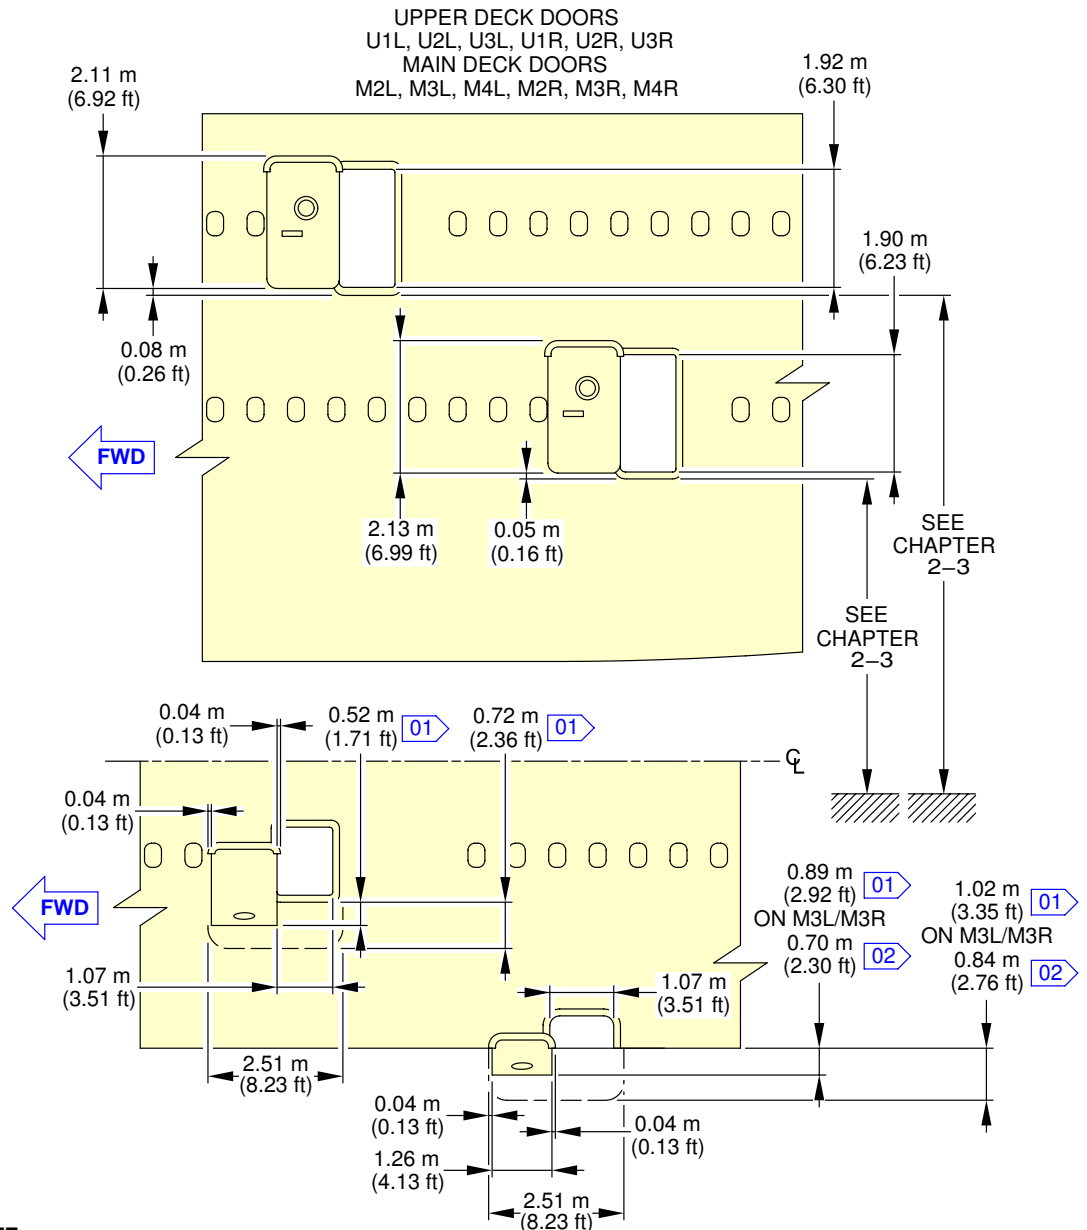 UPPER DECK DOORS
U1L, U2L, U3L, U1R, U2R, U3R
MAIN DECK DOORS
M2L, M3L, M4L, M2R, M3R, M4R
2.11 m
(6.92 ft)
1.92 m
(6.30 ft)
1.90 m
(6.23 ft)
0.08 m
(0.26 ft)
FWD
2.13 m
(6.99 ft)
0.05 m
(0.16 ft)
SEE
CHAPTER
2–3
SEE
CHAPTER
2–3
0.04 m
(0.13 ft)
0.52 m
(1.71 ft) 01
0.72 m
(2.36 ft) 01
CL
0.04 m
(0.13 ft)
FWD
0.89 m
(2.92 ft) 01
ON M3L/M3R
0.70 m
(2.30 ft) 02
1.02 m
(3.35 ft) 01
ON M3L/M3R
0.84 m
(2.76 ft) 02
1.07 m
(3.51 ft)
1.07 m
(3.51 ft)
2.51 m
(8.23 ft)
0.04 m
(0.13 ft)
0.04 m
(0.13 ft)
1.26 m
(4.13 ft)
2.51 m
(8.23 ft)